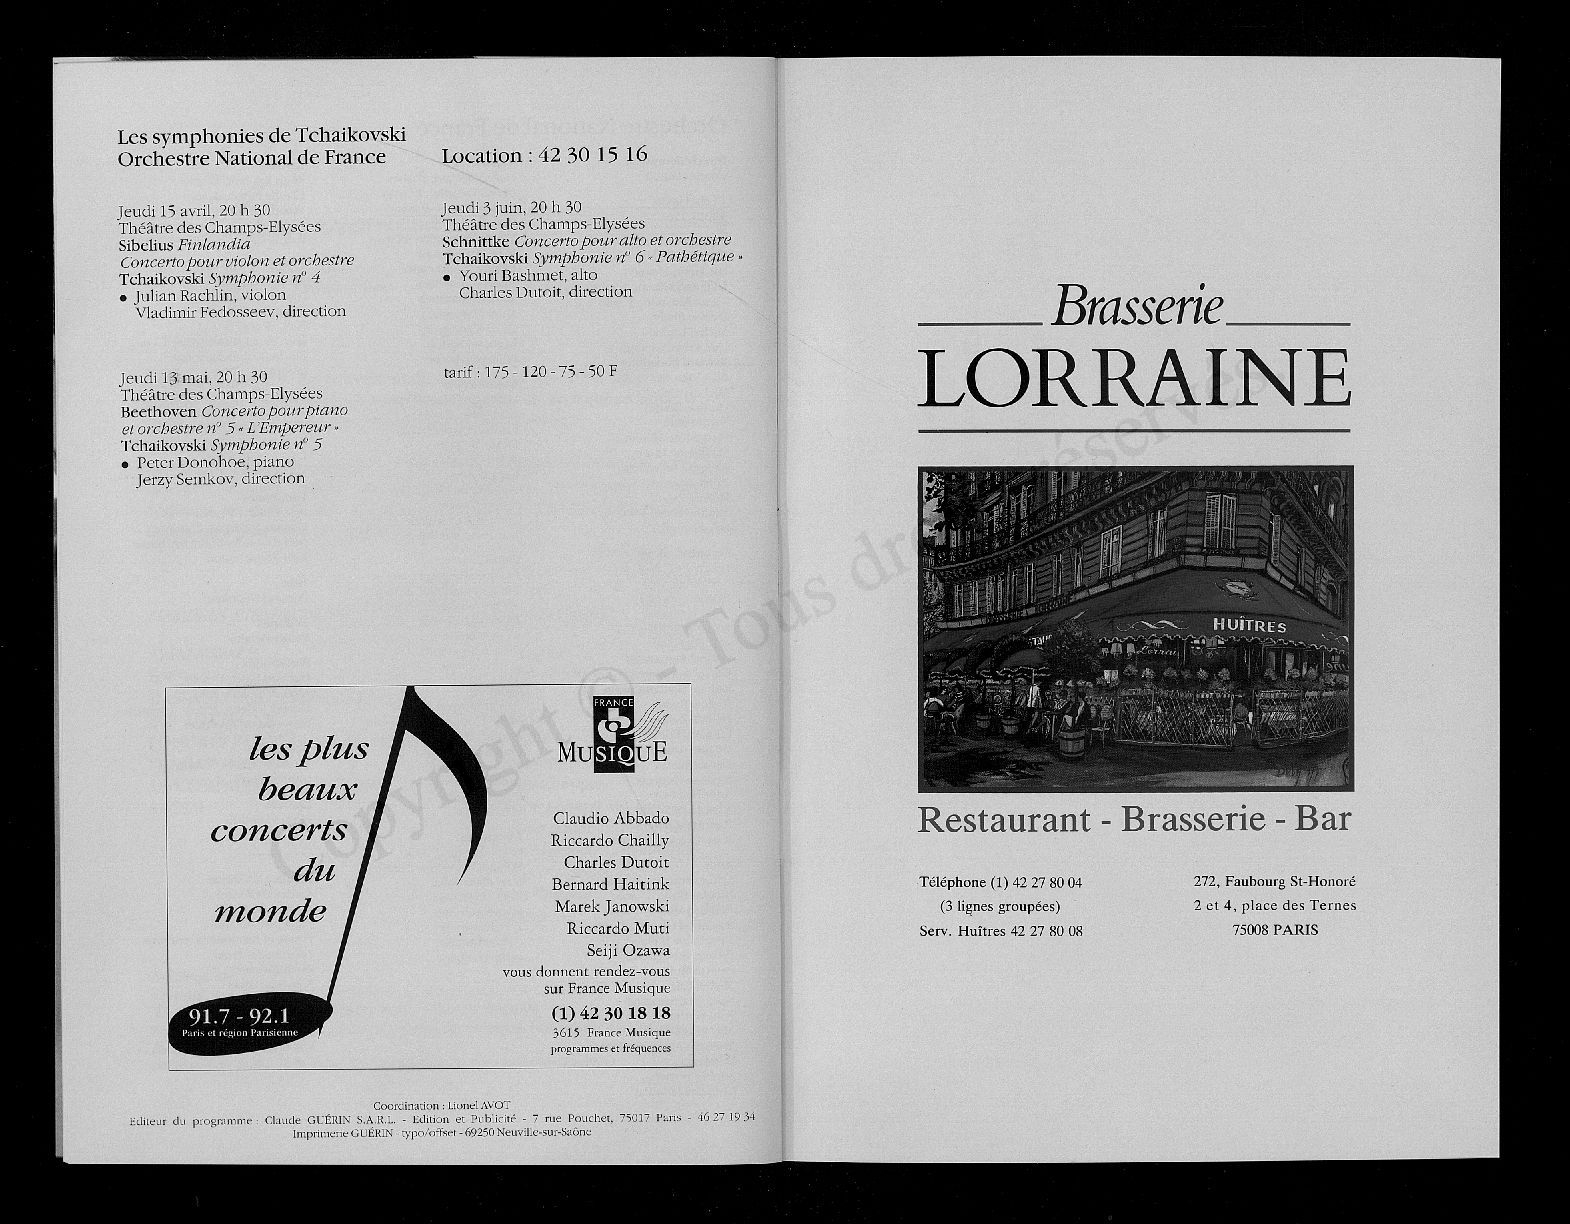 Les symphonies de Tchaikovski
Orchestre National de France
Location : 42 30 15 16
Jeudi 15 avril, 20 h 30
Théâtre des Champs-Elysées
Sibelius Finlandia
Concerto pour violon et orchestre
Tchaikovski Symphonie n° 4
• Julian Rachlin, violon
Vladimir Fedosseev, direction
Jeudi 13 mai, 20 h 30
Théâtre des Champs-Elysées
Beethoven Concerto pour piano
et orchestre n° 5 « L'Empereur »
Tchaikovski Symphonie n° 5
• Peter Donohoe, piano
Jerzy Semkov, direction
Jeudi 3 juin, 20 h 30
Théâtre des Champs-Elysées
Schnittke Concerto pour alto et orchestre
Tchaikovski Symphonie n° 6 « Pathétique »
• Youri Bashmet, alto
Charles Dutoit, direction
tarif : 175 - 120 - 75 - 50 F
les plus
beaux
concerts
du
monde
91.7 - 92.1
Paris et région Parisienne
FRANCE
MUSIQUE
Claudio Abbado
Riccardo Chailly
Charles Dutoit
Bernard Haitink
Marek Janowski
Riccardo Muti
Seiji Ozawa
vous donnent rendez-vous
sur France Musique
(1) 42 30 18 18
3615 France Musique
programmes et fréquences
Coordination : Lionel AVOT
Editeur du programme : Claude GUÉRIN S.A.R.L. - Edition et Publicité - 7 rue Pouchet, 75017 Paris - 46 27 19 34
Imprimerie GUÉRIN - typo/offset - 69250 Neuville-sur-Saône
Brasserie
LORRAINE
HUÎTRES
Lorraine
Restaurant - Brasserie - Bar
Téléphone (1) 42 27 80 04
(3 lignes groupées)
Serv. Huîtres 42 27 80 08
272, Faubourg St-Honoré
2 et 4, place des Ternes
75008 PARIS
Copyright © - Tous droits réservés